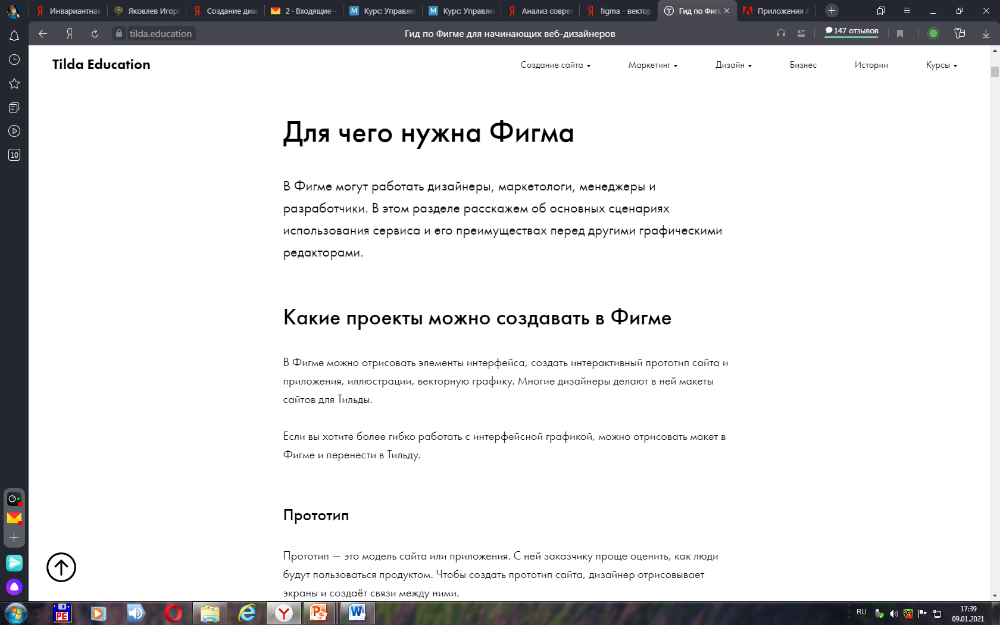 Инвариантная
Яковлев Игорь
Создание диаг
2 · Входящие –
Курс: Управлен
Курс: Управлен
Анализ соврем
figma - вектор
Гид по Фигм
Приложения A
tilda.education
Гид по Фигме для начинающих веб-дизайнеров
147 отзывов
10
Tilda Education
Создание сайта
Маркетинг
Дизайн
Бизнес
Истории
Курсы
Для чего нужна Фигма
В Фигме могут работать дизайнеры, маркетологи, менеджеры и
разработчики. В этом разделе расскажем об основных сценариях
использования сервиса и его преимуществах перед другими графическими
редакторами.
Какие проекты можно создавать в Фигме
В Фигме можно отрисовать элементы интерфейса, создать интерактивный прототип сайта и
приложения, иллюстрации, векторную графику. Многие дизайнеры делают в ней макеты
сайтов для Тильды.
Если вы хотите более гибко работать с интерфейсной графикой, можно отрисовать макет в
Фигме и перенести в Тильду.
Прототип
Прототип — это модель сайта или приложения. С ней заказчику проще оценить, как люди
будут пользоваться продуктом. Чтобы создать прототип сайта, дизайнер отрисовывает
экраны и создаёт связи между ними.
RU
17:39
09.01.2021